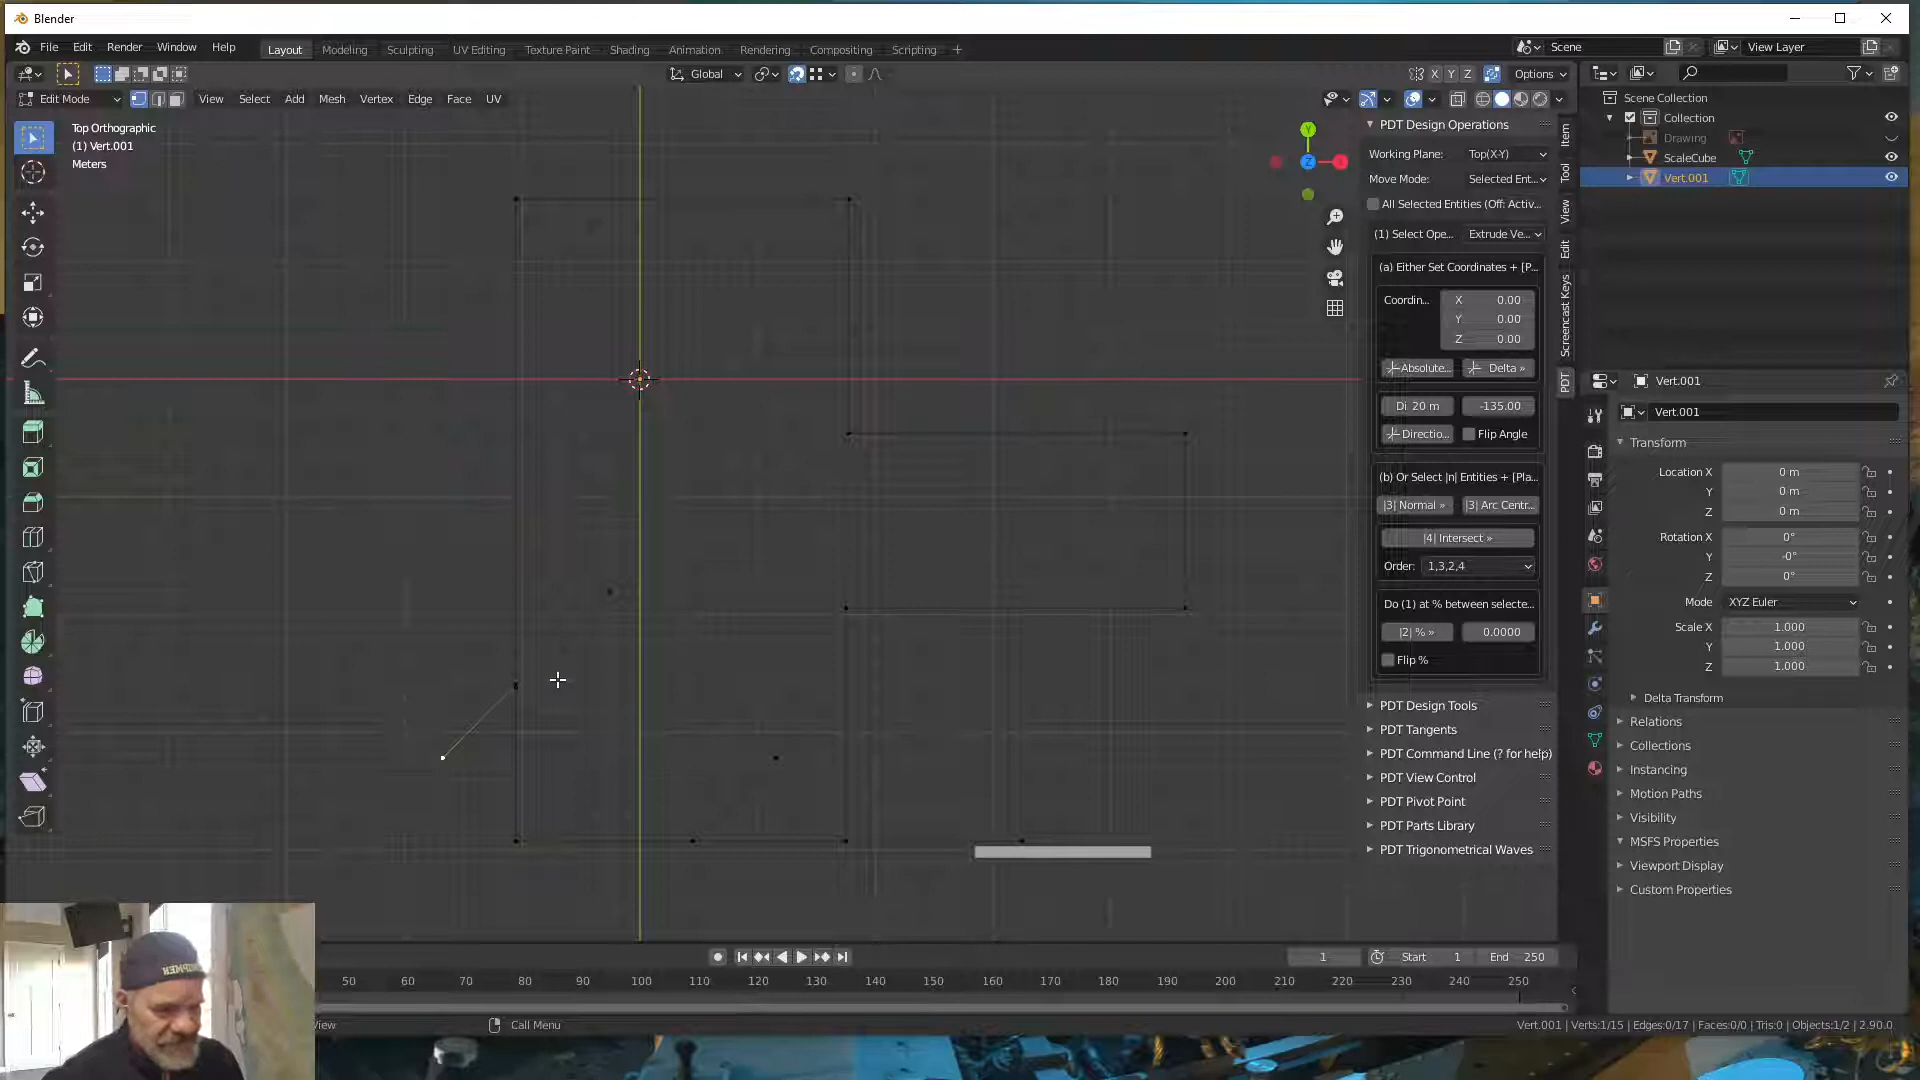 Blender
File Edit Render Window Help Layout Modeling Sculpting UV Editing Texture Paint Shading Animation Rendering Compositing Scripting + Scene View Layer
Global X Y Z Options
Edit Mode View Select Add Mesh Vertex Edge Face UV
Top Orthographic
(1) Vert.001
Meters
Y
Z
PDT Design Operations
Working Plane: Top(X-Y)
Move Mode: Selected Ent...
All Selected Entities (Off: Activ...
(1) Select Ope... Extrude Ve...
(a) Either Set Coordinates + [P...
Coordin... X 0.00
Y 0.00
Z 0.00
Absolute... Delta »
Di 20 m -135.00
Directio... Flip Angle
(b) Or Select |n| Entities + [Pla...
|3| Normal » |3| Arc Centr...
|4| Intersect »
Order: 1,3,2,4
Do (1) at % between selecte...
|2| % » 0.0000
Flip %
PDT Design Tools
PDT Tangents
PDT Command Line (? for help)
PDT View Control
PDT Pivot Point
PDT Parts Library
PDT Trigonometrical Waves
Item
Tool
View
Edit
Screencast Keys
PDT
Scene Collection
Collection
Drawing
ScaleCube
Vert.001
Vert.001
Vert.001
Transform
Location X 0 m
Y 0 m
Z 0 m
Rotation X 0°
Y -0°
Z 0°
Mode XYZ Euler
Scale X 1.000
Y 1.000
Z 1.000
Delta Transform
Relations
Collections
Instancing
Motion Paths
Visibility
MSFS Properties
Viewport Display
Custom Properties
1 Start 1 End 250
50 60 70 80 90 100 110 120 130 140 150 160 170 180 190 200 210 220 230 240 250
View Call Menu Vert.001 | Verts:1/15 | Edges:0/17 | Faces:0/0 | Tris:0 | Objects:1/2 | 2.90.0